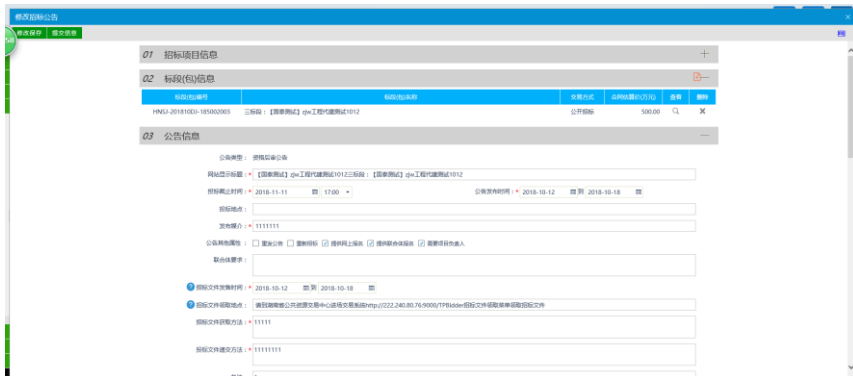 修改招标公告
修改保存 提交信息
01 招标项目信息
02 标段(包)信息
标段(包)编号 标段(包)名称 交易方式 合同估算价(万元) 查看 删除
HNSJ-201810DJ-185002003 三标段：【国泰测试】zjw工程代建测试1012 公开招标 500.00
03 公告信息
公告类型： 资格后审公告
网站显示标题：* 【国泰测试】zjw工程代建测试1012三标段：【国泰测试】zjw工程代建测试1012
投标截止时间：* 2018-11-11 17:00 公告发布时间：* 2018-10-12 到 2018-10-18
招标地点：
发布媒介：* 1111111
公告其他属性： 重发公告 重新招标 提供网上报名 提供联合体报名 需要项目负责人
联合体要求：
招标文件发售时间：* 2018-10-12 到 2018-10-18
招标文件领取地点： 请到湖南省公共资源交易中心进场交易系统http://222.240.80.76:9000/TPBidder招标文件领取菜单领取招标文件
招标文件获取方法：* 11111
投标文件递交方法：* 11111111